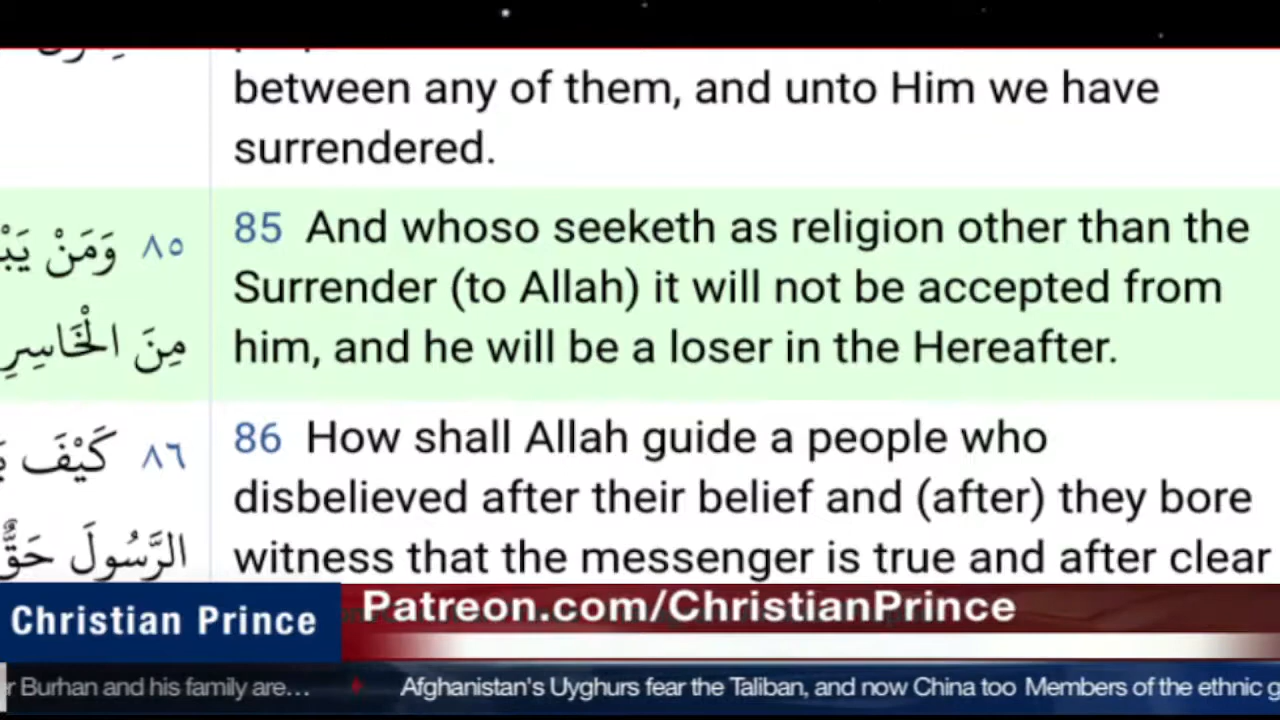 between any of them, and unto Him we have
surrendered.
٨٥ وَمَنْ
85 And whoso seeketh as religion other than the
Surrender (to Allah) it will not be accepted from
مِنَ
him, and he will be a loser in the Hereafter.
٨٦ كَيْفَ
86 How shall Allah guide a people who
disbelieved after their belief and (after) they bore
الرَّسُولَ حَقٌّ
witness that the messenger is true and after clear
Christian Prince
Patreon.com/ChristianPrince
Burhan and his family are... Afghanistan's Uyghurs fear the Taliban, and now China too Members of the ethnic